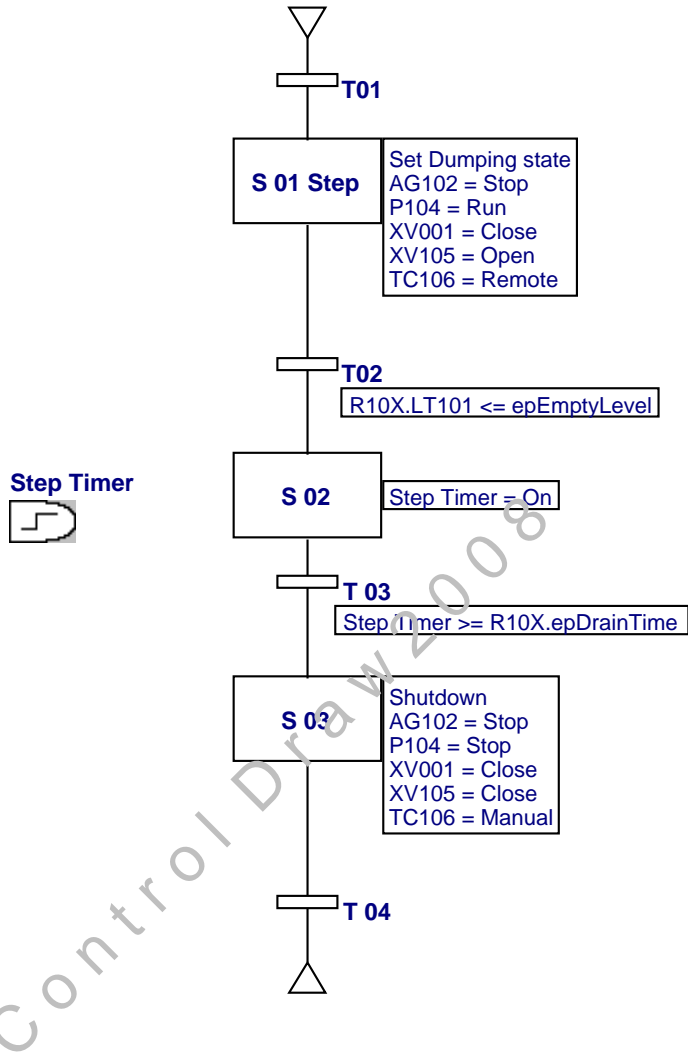 T01
S 01 Step
Set Dumping state
AG102 = Stop
P104 = Run
XV001 = Close
XV105 = Open
TC106 = Remote
T02
R10X.LT101 <= epEmptyLevel
Step Timer
S 02
Step Timer = On
T 03
Step Timer >= R10X.epDrainTime
S 03
Shutdown
AG102 = Stop
P104 = Stop
XV001 = Close
XV105 = Close
TC106 = Manual
T 04
Control Draw2008